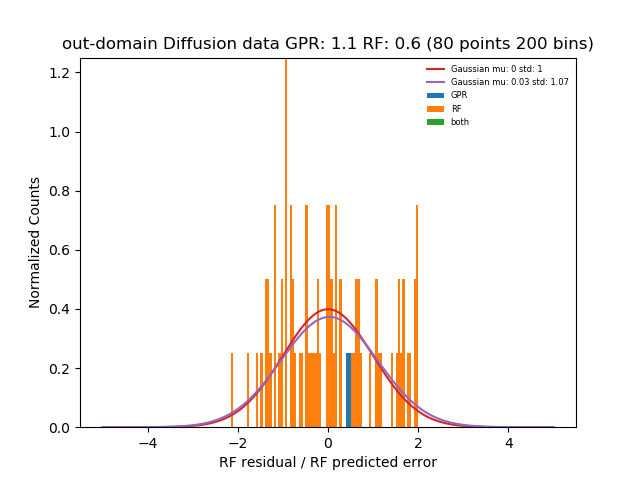 out-domain Diffusion data GPR: 1.1 RF: 0.6 (80 points 200 bins)
Gaussian mu: 0 std: 1
Gaussian mu: 0.03 std: 1.07
GPR
RF
both
1.2
1.0
0.8
0.6
0.4
0.2
0.0
Normalized Counts
−4 −2 0 2 4
RF residual / RF predicted error